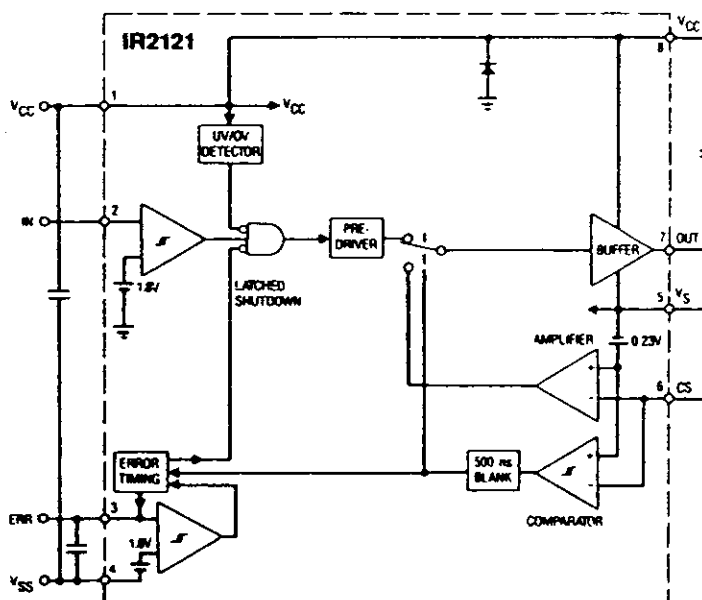 IR2121
VCC
8
VCC
1
VCC
UV/OV
DETECTOR
IN
2
1.8V
LATCHED
SHUTDOWN
PRE-
DRIVER
BUFFER
7
OUT
5
VS
0.23V
AMPLIFIER
+
-
6
CS
ERROR
TIMING
500 ns
BLANK
+
-
COMPARATOR
ERR
3
1.8V
VSS
4